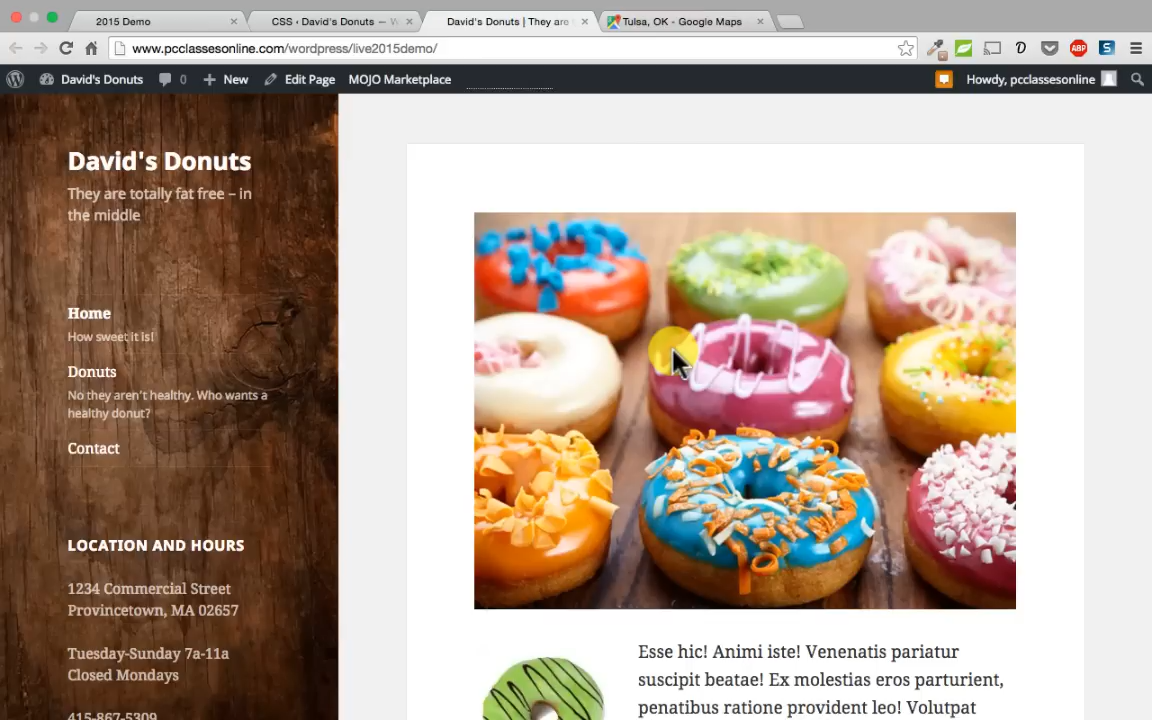 2015 Demo
CSS ‹ David's Donuts — W
David's Donuts | They are
Tulsa, OK - Google Maps
www.pcclassesonline.com/wordpress/live2015demo/
ABP
David's Donuts
0
New
Edit Page
MOJO Marketplace
Howdy, pcclassesonline
David's Donuts
They are totally fat free – in
the middle
Home
How sweet it is!
Donuts
No they aren't healthy. Who wants a
healthy donut?
Contact
LOCATION AND HOURS
1234 Commercial Street
Provincetown, MA 02657
Tuesday-Sunday 7a-11a
Closed Mondays
415-867-5309
Esse hic! Animi iste! Venenatis pariatur
suscipit beatae! Ex molestias eros parturient,
penatibus ratione provident leo! Volutpat